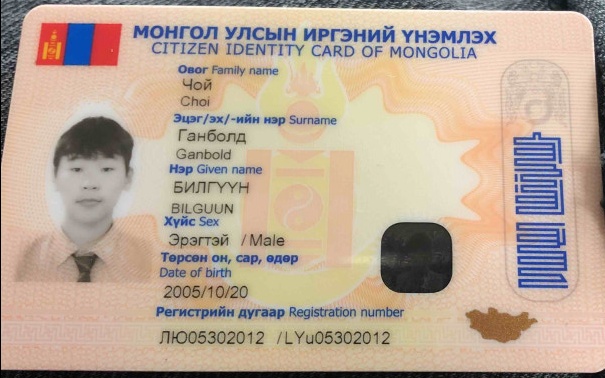 МОНГОЛ УЛСЫН ИРГЭНИЙ ҮНЭМЛЭХ
CITIZEN IDENTITY CARD OF MONGOLIA
Овог Family name
Чой
Choi
Эцэг/эх/-ийн нэр Surname
Ганболд
Ganbold
Нэр Given name
БИЛГҮҮН
BILGUUN
Хүйс Sex
Эрэгтэй / Male
Төрсөн он, сар, өдөр
Date of birth
2005/10/20
Регистрийн дугаар Registration number
ЛЮ05302012 / LYu05302012